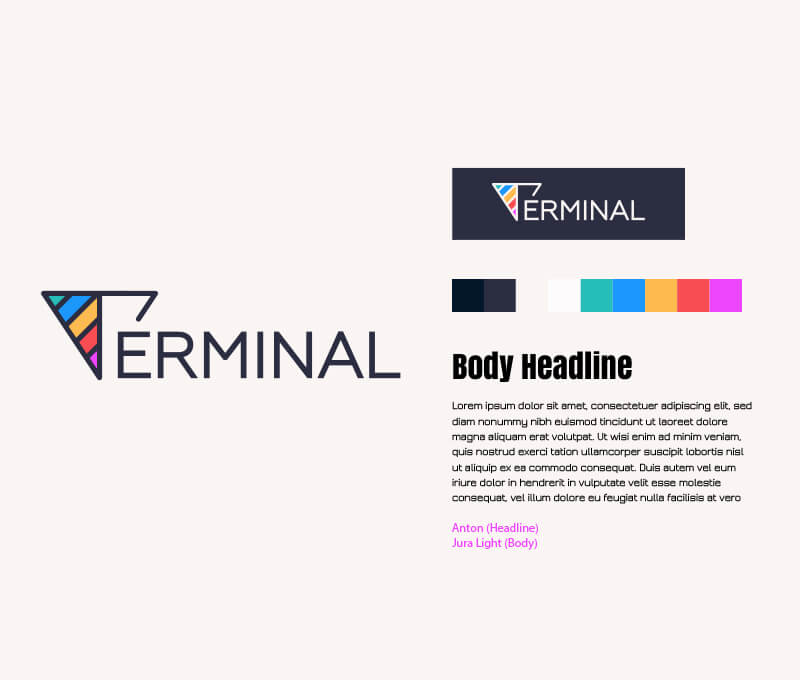 TERMINAL
TERMINAL
Body Headline
Lorem ipsum dolor sit amet, consectetuer adipiscing elit, sed
diam nonummy nibh euismod tincidunt ut laoreet dolore
magna aliquam erat volutpat. Ut wisi enim ad minim veniam,
quis nostrud exerci tation ullamcorper suscipit lobortis nisl
ut aliquip ex ea commodo consequat. Duis autem vel eum
iriure dolor in hendrerit in vulputate velit esse molestie
consequat, vel illum dolore eu feugiat nulla facilisis at vero
Anton (Headline)
Jura Light (Body)